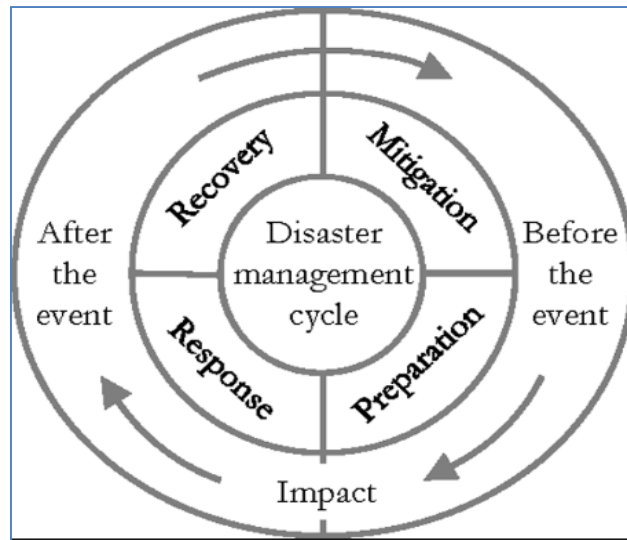 Recovery
Mitigation
After
the
event
Disaster
management
cycle
Before
the
event
Response
Preparation
Impact